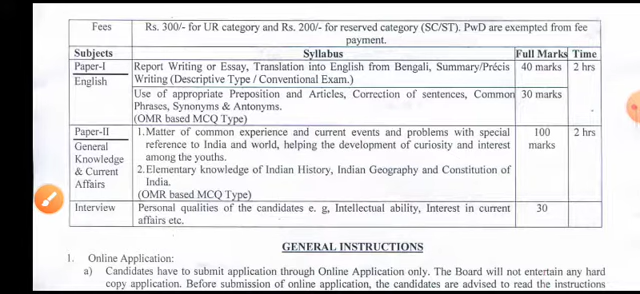 Fees Rs. 300/- for UR category and Rs. 200/- for reserved category (SC/ST). PwD are exempted from fee
payment.
Subjects Syllabus Full Marks Time
Paper-I Report Writing or Essay, Translation into English from Bengali, Summary/Précis 40 marks 2 hrs
English Writing (Descriptive Type / Conventional Exam.)
Use of appropriate Preposition and Articles, Correction of sentences, Common 30 marks
Phrases, Synonyms & Antonyms.
(OMR based MCQ Type)
Paper-II 1.Matter of common experience and current events and problems with special 100 2 hrs
General reference to India and world, helping the development of curiosity and interest marks
Knowledge among the youths.
& Current 2.Elementary knowledge of Indian History, Indian Geography and Constitution of
Affairs India.
(OMR based MCQ Type)
Interview Personal qualities of the candidates e. g, Intellectual ability, Interest in current 30
affairs etc.
GENERAL INSTRUCTIONS
1. Online Application:
a) Candidates have to submit application through Online Application only. The Board will not entertain any hard
copy application. Before submission of online application, the candidates are advised to read the instructions